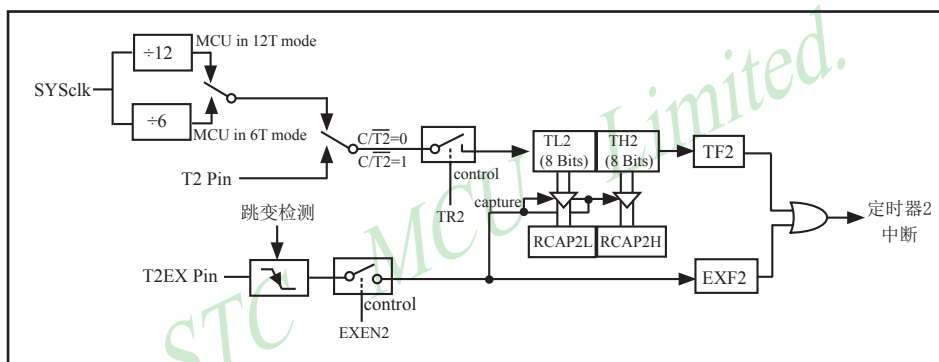 ÷12
MCU in 12T mode
SYSclk
÷6
MCU in 6T mode
C/T2=0
C/T2=1
T2 Pin
control
TR2
TL2
(8 Bits)
TH2
(8 Bits)
TF2
capture
RCAP2L
RCAP2H
定时器2
中断
跳变检测
T2EX Pin
control
EXEN2
EXF2
STC MCU Limited.